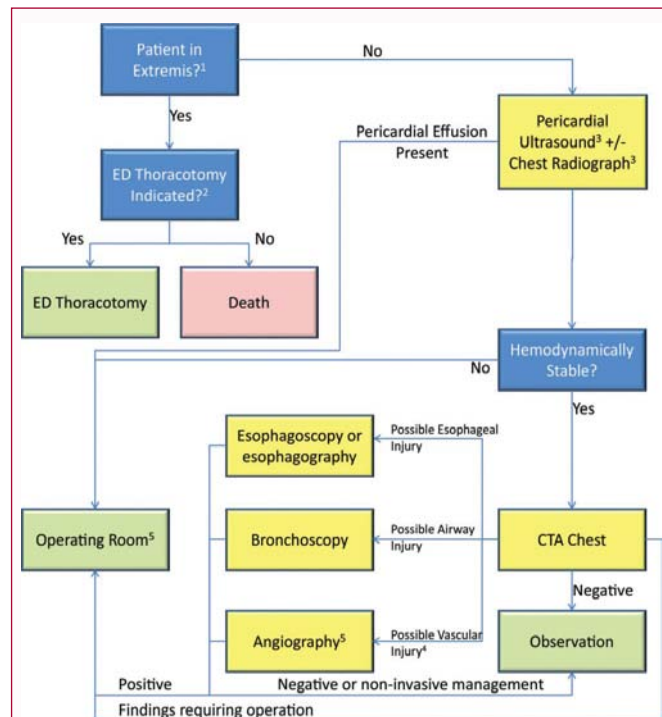 Patient in
Extremis?¹
No
Yes
Pericardial Effusion
Present
Pericardial
Ultrasound³ +/-
Chest Radiograph³
ED Thoracotomy
Indicated?²
Yes
No
ED Thoracotomy
Death
Hemodynamically
Stable?
No
Yes
Esophagoscopy or
esophagography
Possible Esophageal
Injury
Operating Room⁵
Bronchoscopy
Possible Airway
Injury
CTA Chest
Negative
Angiography⁵
Possible Vascular
Injury⁴
Observation
Positive
Negative or non-invasive management
Findings requiring operation